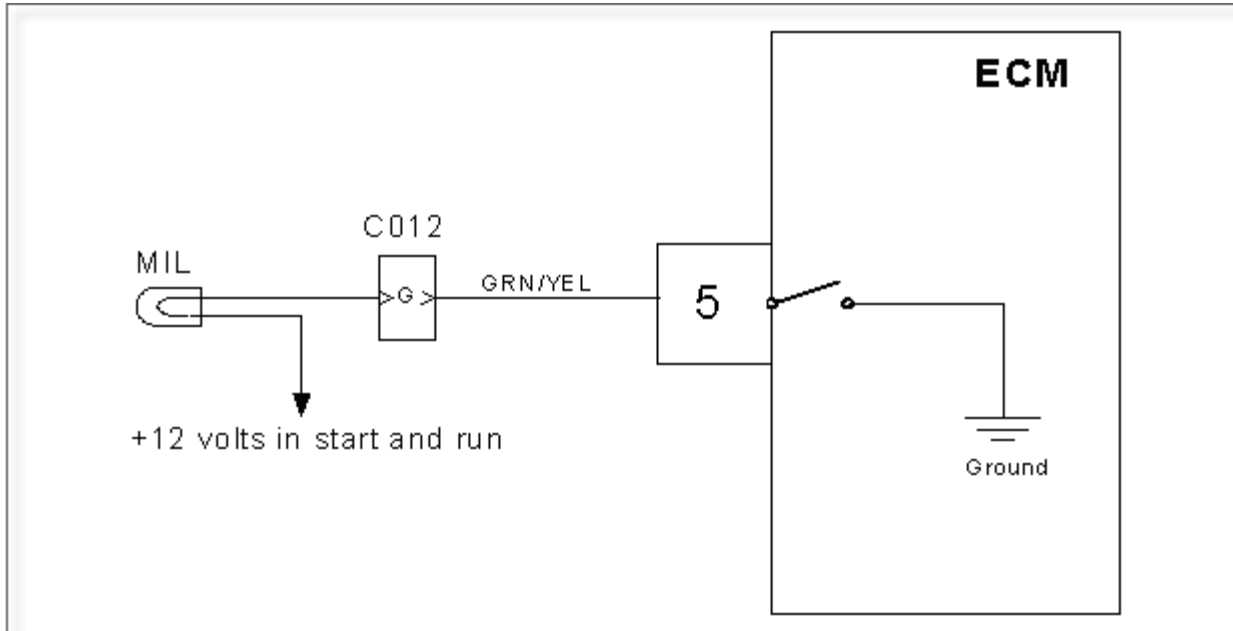 ECM
C012
MIL
G
GRN/YEL
5
+12 volts in start and run
Ground